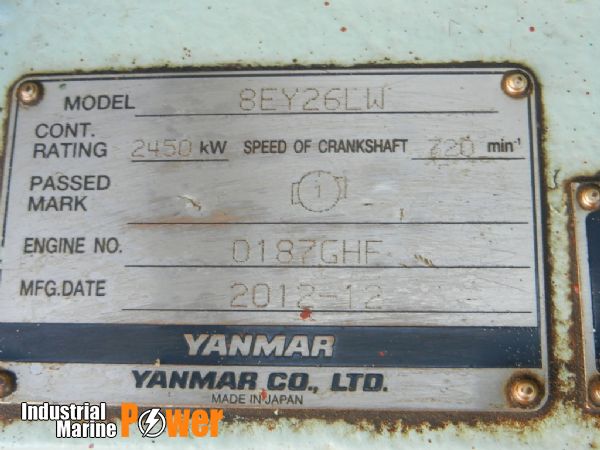 MODEL 8EY26LW
CONT. RATING 2450 kW SPEED OF CRANKSHAFT 720 min-1
PASSED MARK i
ENGINE NO. 0187GHF
MFG.DATE 2012-12
YANMAR
YANMAR CO., LTD.
MADE IN JAPAN
Industrial Marine Power